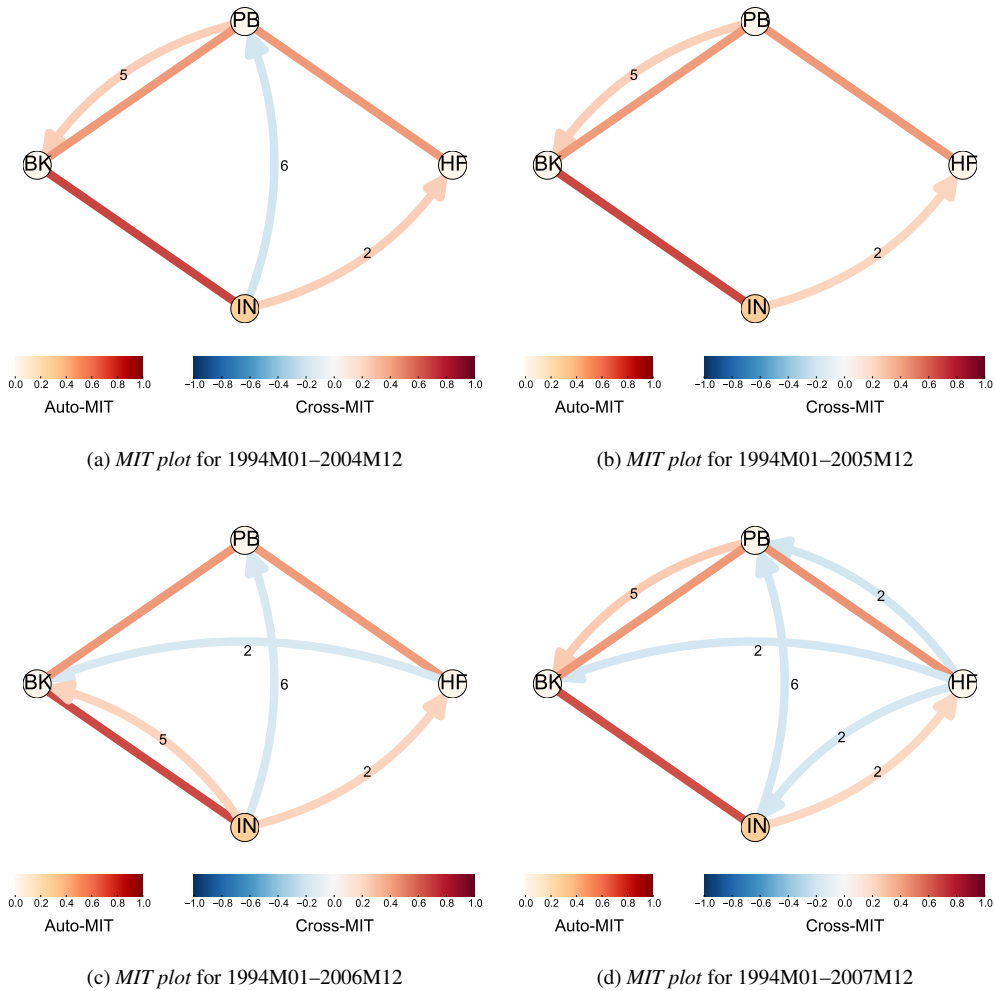 PB
5
BK
6
HF
2
IN
0.0 0.2 0.4 0.6 0.8 1.0
Auto-MIT
−1.0 −0.8 −0.6 −0.4 −0.2 0.0 0.2 0.4 0.6 0.8 1.0
Cross-MIT
(a) MIT plot for 1994M01–2004M12
PB
5
BK
HF
2
IN
0.0 0.2 0.4 0.6 0.8 1.0
Auto-MIT
−1.0 −0.8 −0.6 −0.4 −0.2 0.0 0.2 0.4 0.6 0.8 1.0
Cross-MIT
(b) MIT plot for 1994M01–2005M12
PB
2
BK
6
HF
5
2
IN
0.0 0.2 0.4 0.6 0.8 1.0
Auto-MIT
−1.0 −0.8 −0.6 −0.4 −0.2 0.0 0.2 0.4 0.6 0.8 1.0
Cross-MIT
(c) MIT plot for 1994M01–2006M12
PB
5
2
2
BK
6
HF
2
2
IN
0.0 0.2 0.4 0.6 0.8 1.0
Auto-MIT
−1.0 −0.8 −0.6 −0.4 −0.2 0.0 0.2 0.4 0.6 0.8 1.0
Cross-MIT
(d) MIT plot for 1994M01–2007M12